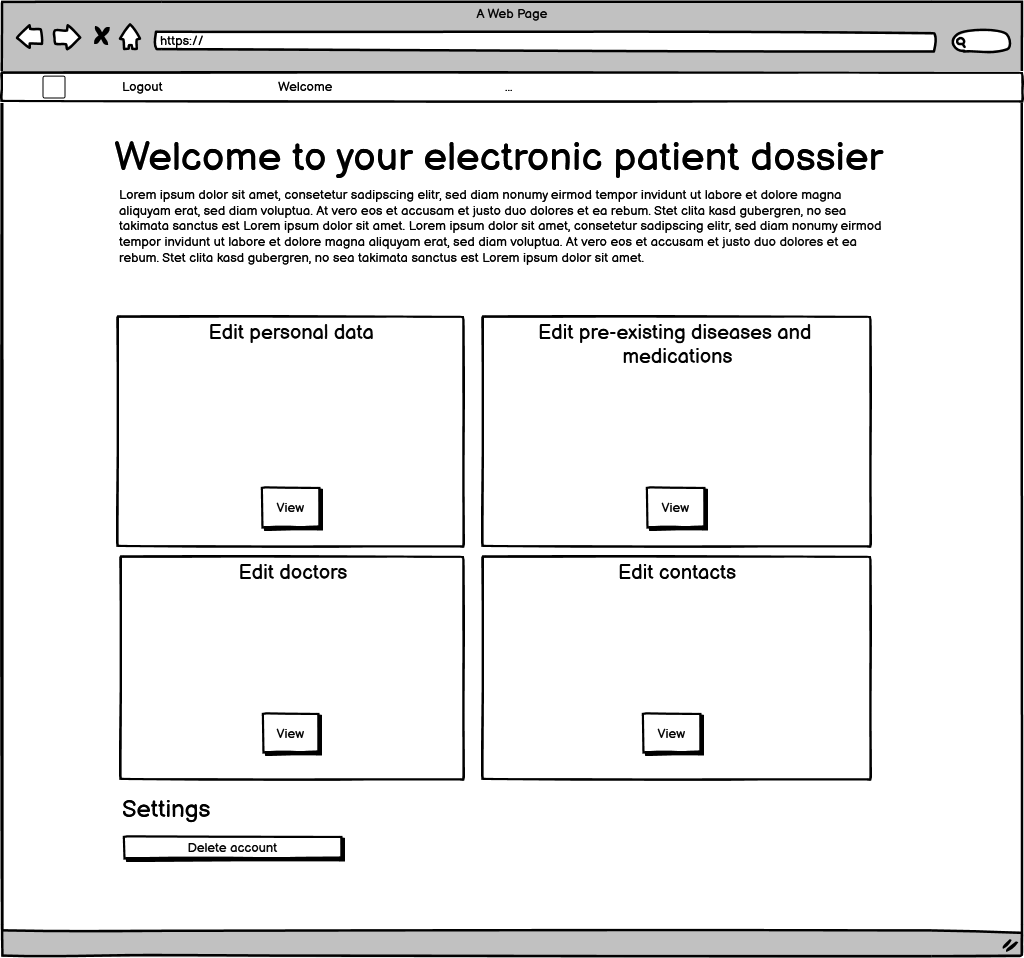 A Web Page
https://
Logout
Welcome
...
Welcome to your electronic patient dossier
Lorem ipsum dolor sit amet, consetetur sadipscing elitr, sed diam nonumy eirmod tempor invidunt ut labore et dolore magna
aliquyam erat, sed diam voluptua. At vero eos et accusam et justo duo dolores et ea rebum. Stet clita kasd gubergren, no sea
takimata sanctus est Lorem ipsum dolor sit amet. Lorem ipsum dolor sit amet, consetetur sadipscing elitr, sed diam nonumy eirmod
tempor invidunt ut labore et dolore magna aliquyam erat, sed diam voluptua. At vero eos et accusam et justo duo dolores et ea
rebum. Stet clita kasd gubergren, no sea takimata sanctus est Lorem ipsum dolor sit amet.
Edit personal data
View
Edit pre-existing diseases and
medications
View
Edit doctors
View
Edit contacts
View
Settings
Delete account